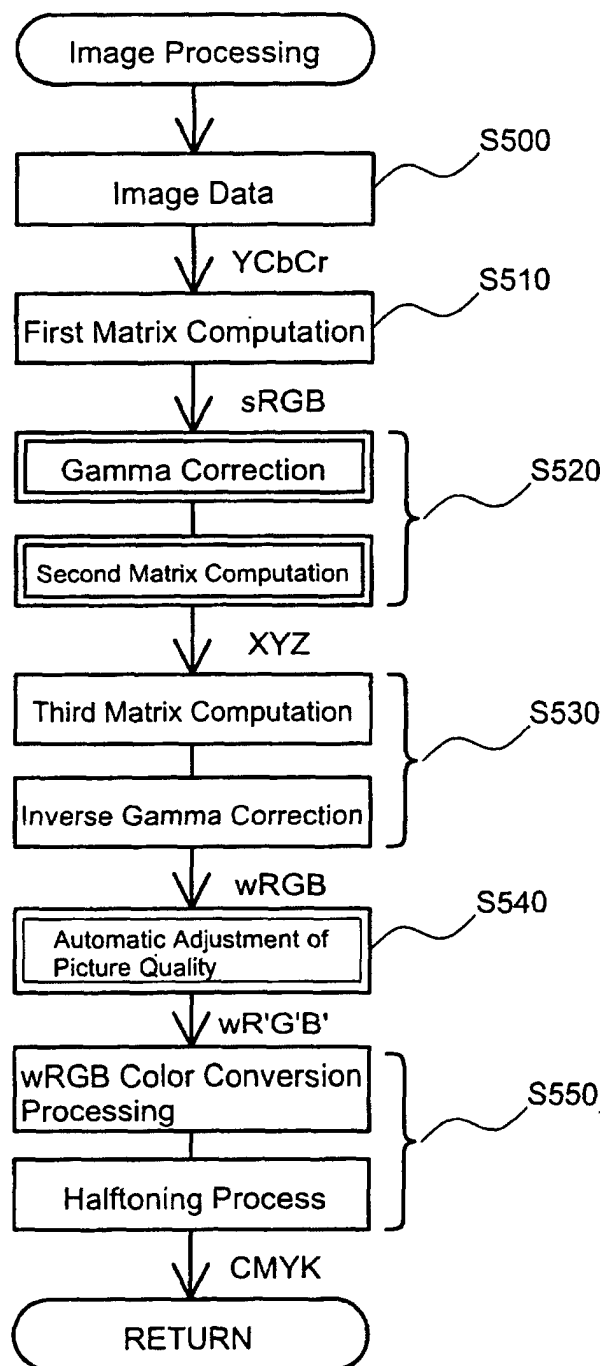 Image Processing
S500
Image Data
YCbCr
S510
First Matrix Computation
sRGB
Gamma Correction
S520
Second Matrix Computation
XYZ
Third Matrix Computation
S530
Inverse Gamma Correction
wRGB
S540
Automatic Adjustment of
Picture Quality
wR'G'B'
wRGB Color Conversion
Processing
S550
Halftoning Process
CMYK
RETURN